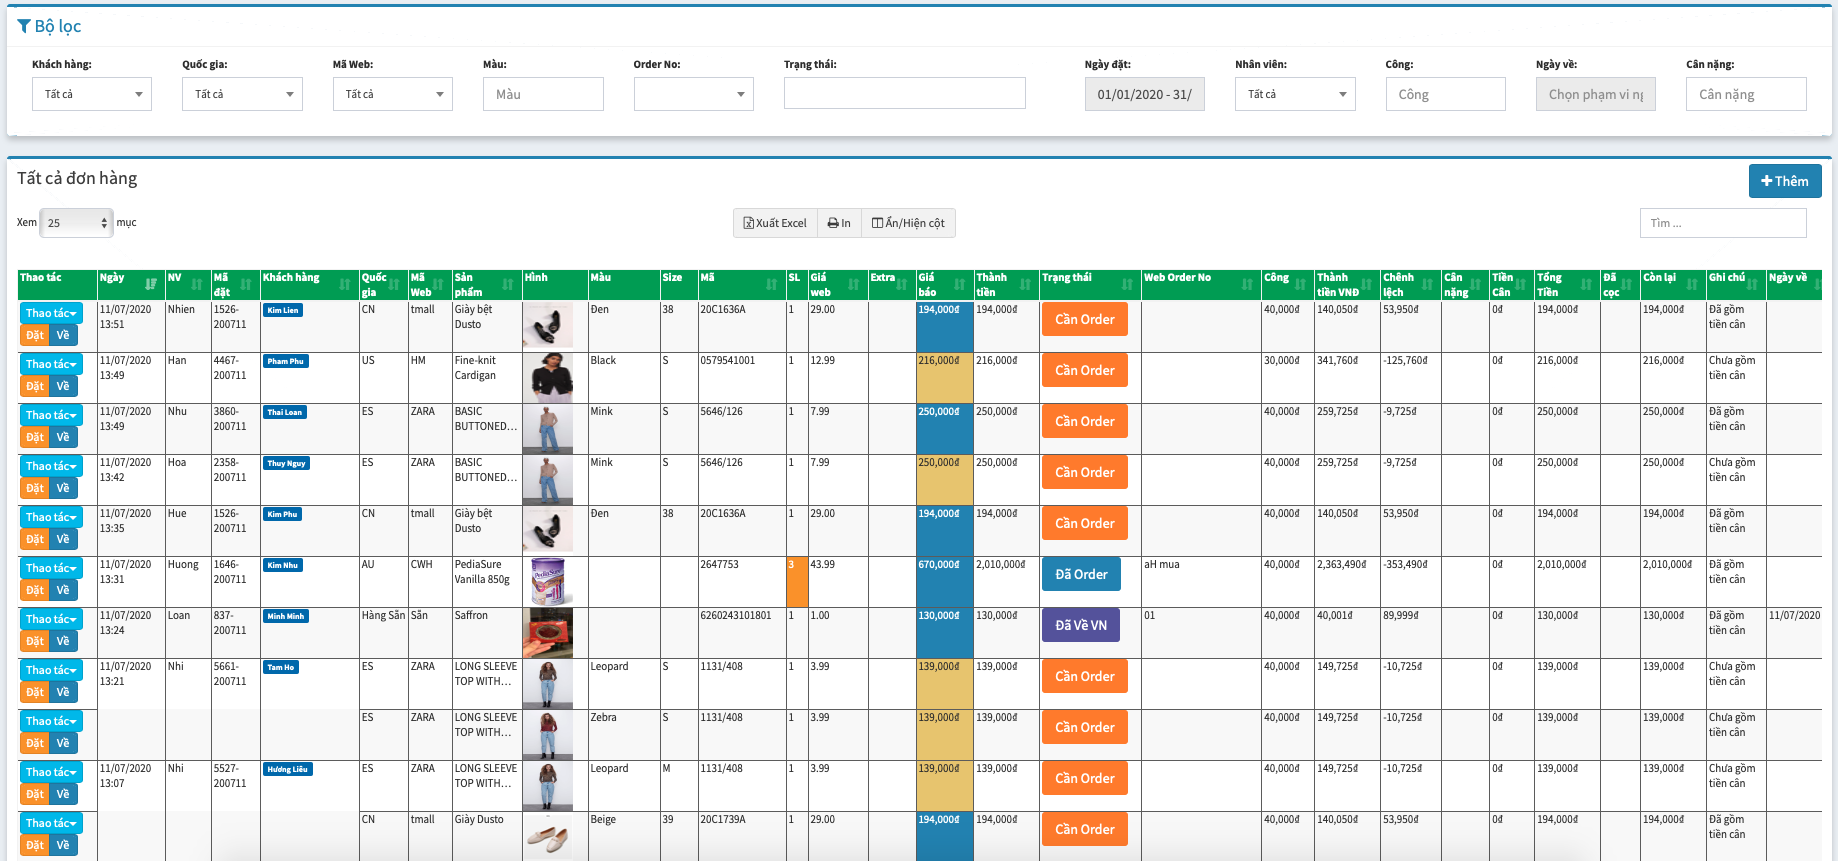 Bộ lọc
Khách hàng: Quốc gia: Mã Web: Màu: Order No: Trạng thái: Ngày đặt: Nhân viên: Công: Ngày về: Cân nặng:
Tất cả Tất cả Tất cả Màu 01/01/2020 - 31/ Tất cả Công Chọn phạm vi ng Cân nặng
Tất cả đơn hàng
Thêm
Xem 25 mục Xuất Excel In Ẩn/Hiện cột Tìm ...
Thao tác Ngày NV Mã đặt Khách hàng Quốc gia Mã Web Sản phẩm Hình Màu Size Mã SL Giá web Extra Giá báo Thành tiền Trạng thái Web Order No Công Thành tiền VNĐ Chênh lệch Cân nặng Tiền Cân Tổng Tiền Đã cọc Còn lại Ghi chú Ngày về
Thao tác 11/07/2020 Nhien 1526- Kim Lien CN tmall Giày bệt Đen 38 20C1636A 1 29.00 194,000đ 194,000đ Cần Order 40,000đ 140,050đ 53,950đ 0đ 194,000đ 194,000đ Đã gồm
Đặt Về 13:51 200711 Dusto tiền cân
Thao tác 11/07/2020 Han 4467- Pham Phu US HM Fine-knit Black S 0579541001 1 12.99 216,000đ 216,000đ Cần Order 30,000đ 341,760đ -125,760đ 0đ 216,000đ 216,000đ Chưa gồm
Đặt Về 13:49 200711 Cardigan tiền cân
Thao tác 11/07/2020 Nhu 3860- Thai Loan ES ZARA BASIC Mink S 5646/126 1 7.99 250,000đ 250,000đ Cần Order 40,000đ 259,725đ -9,725đ 0đ 250,000đ 250,000đ Đã gồm
Đặt Về 13:49 200711 BUTTONED... tiền cân
Thao tác 11/07/2020 Hoa 2358- Thuy Nguy ES ZARA BASIC Mink S 5646/126 1 7.99 250,000đ 250,000đ Cần Order 40,000đ 259,725đ -9,725đ 0đ 250,000đ 250,000đ Chưa gồm
Đặt Về 13:42 200711 BUTTONED... tiền cân
Thao tác 11/07/2020 Hue 1526- Kim Phu CN tmall Giày bệt Đen 38 20C1636A 1 29.00 194,000đ 194,000đ Cần Order 40,000đ 140,050đ 53,950đ 0đ 194,000đ 194,000đ Đã gồm
Đặt Về 13:35 200711 Dusto tiền cân
Thao tác 11/07/2020 Huong 1646- Kim Nhu AU CWH PediaSure PediaSure 2647753 3 43.99 670,000đ 2,010,000đ Đã Order aH mua 40,000đ 2,363,490đ -353,490đ 0đ 2,010,000đ 2,010,000đ Đã gồm
Đặt Về 13:31 200711 Vanilla 850g tiền cân
Thao tác 11/07/2020 Loan 837- Minh Minh Hàng Sẵn Sẵn Saffron 6260243101801 1 1.00 130,000đ 130,000đ Đã Về VN 01 40,000đ 40,001đ 89,999đ 0đ 130,000đ 130,000đ Đã gồm 11/07/2020
Đặt Về 13:24 200711 tiền cân
Thao tác 11/07/2020 Nhi 5661- Tam Ho ES ZARA LONG SLEEVE Leopard S 1131/408 1 3.99 139,000đ 139,000đ Cần Order 40,000đ 149,725đ -10,725đ 0đ 139,000đ 139,000đ Chưa gồm
Đặt Về 13:21 200711 TOP WITH... tiền cân
Thao tác ES ZARA LONG SLEEVE Zebra S 1131/408 1 3.99 139,000đ 139,000đ Cần Order 40,000đ 149,725đ -10,725đ 0đ 139,000đ 139,000đ Chưa gồm
Đặt Về TOP WITH... tiền cân
Thao tác 11/07/2020 Nhi 5527- Hương Liêu ES ZARA LONG SLEEVE Leopard M 1131/408 1 3.99 139,000đ 139,000đ Cần Order 40,000đ 149,725đ -10,725đ 0đ 139,000đ 139,000đ Chưa gồm
Đặt Về 13:07 200711 TOP WITH... tiền cân
Thao tác CN tmall Giày Dusto Beige 39 20C1739A 1 29.00 194,000đ 194,000đ Cần Order 40,000đ 140,050đ 53,950đ 0đ 194,000đ 194,000đ Đã gồm
Đặt Về tiền cân